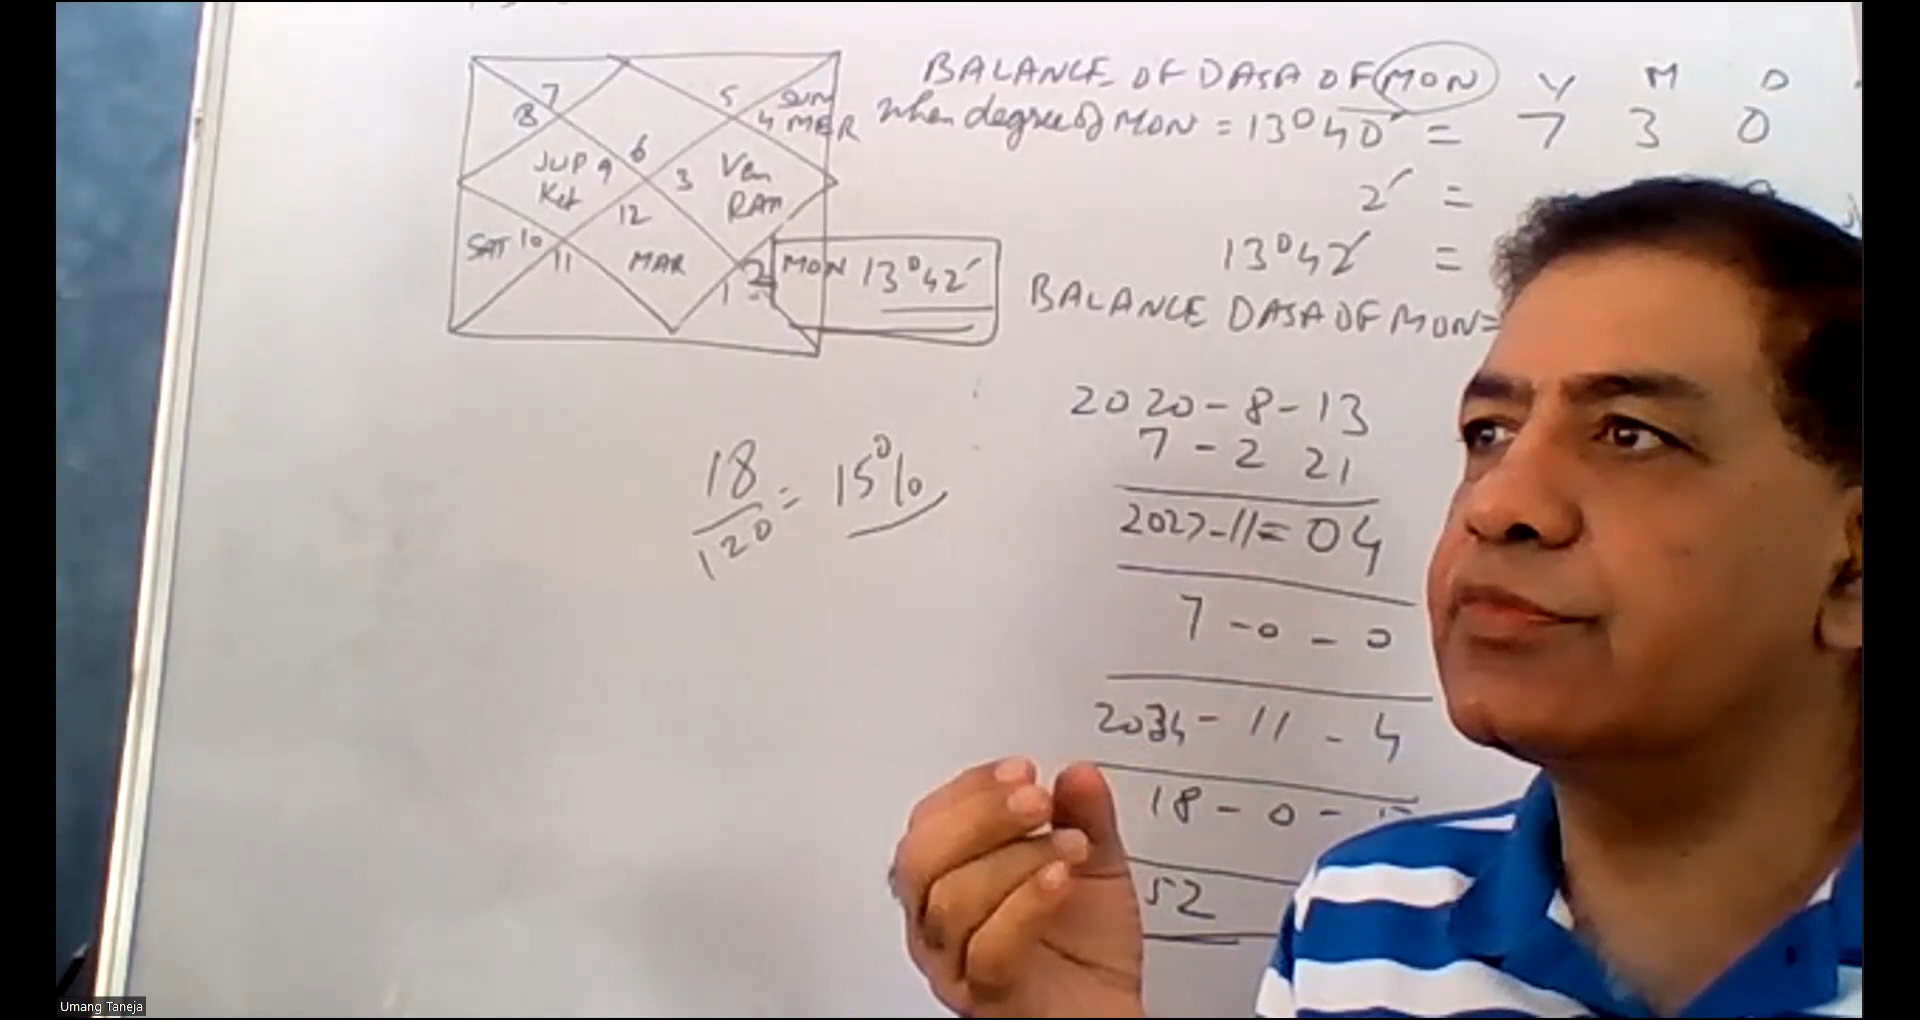 BALANCE OF DASA OF MON Y M D
when degree of MON = 13°40′ = 7 3 0
2′ =
13°42′ =
BALANCE DASA OF MON=
7
8
5
SUN
4 MER
JUP 9
Ket
6
3
Ven
RAH
12
SAT 10
11
MAR
2
1
MON 13°42′
18
120
= 15%
2020-8-13
7-2 21
2027-11=04
7-0-0
2034-11-4
18-0-
52
Umang Taneja